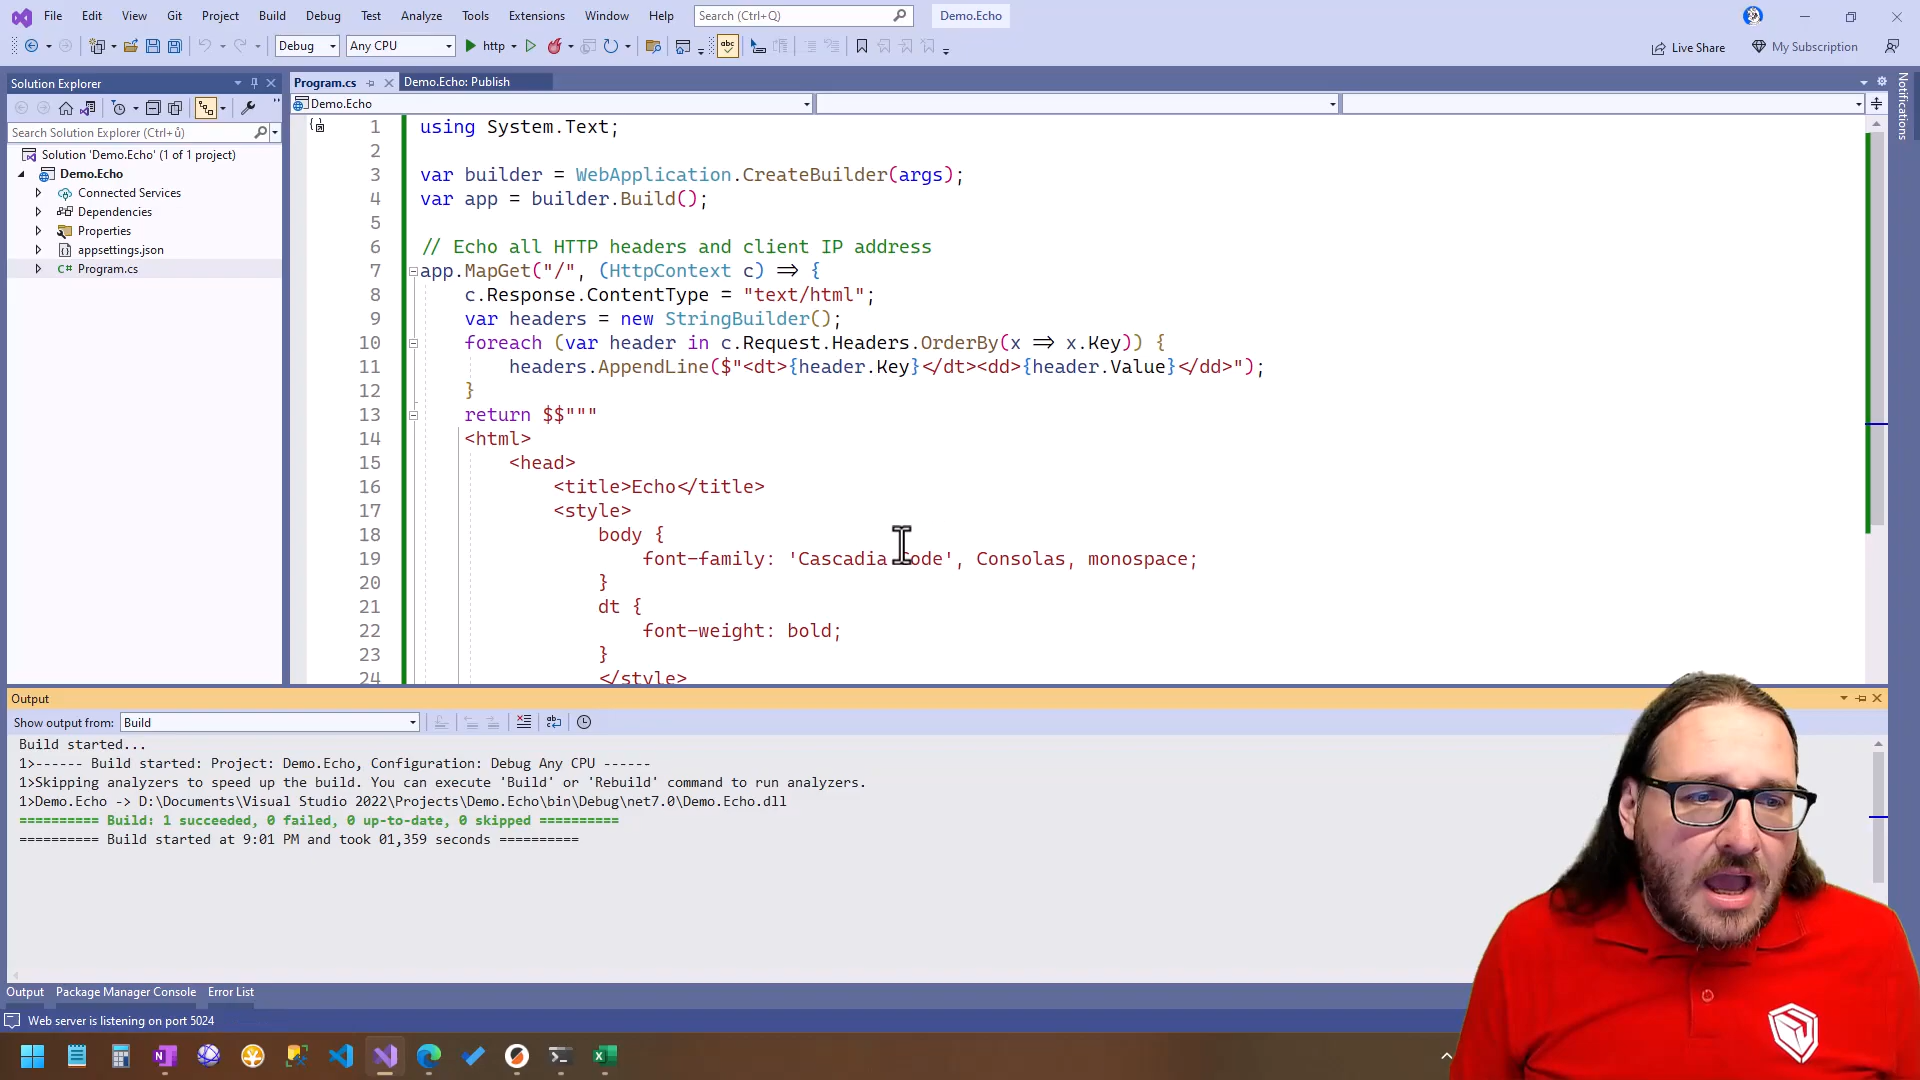 File Edit View Git Project Build Debug Test Analyze Tools Extensions Window Help Search (Ctrl+Q) Demo.Echo
Debug Any CPU http Live Share My Subscription
Solution Explorer
Search Solution Explorer (Ctrl+ů)
Solution 'Demo.Echo' (1 of 1 project)
Demo.Echo
Connected Services
Dependencies
Properties
appsettings.json
C# Program.cs
Program.cs Demo.Echo: Publish
Demo.Echo
Notifications
1 using System.Text;
2
3 var builder = WebApplication.CreateBuilder(args);
4 var app = builder.Build();
5
6 // Echo all HTTP headers and client IP address
7 app.MapGet("/", (HttpContext c) => {
8 c.Response.ContentType = "text/html";
9 var headers = new StringBuilder();
10 foreach (var header in c.Request.Headers.OrderBy(x => x.Key)) {
11 headers.AppendLine($"<dt>{header.Key}</dt><dd>{header.Value}</dd>");
12 }
13 return $$"""
14 <html>
15 <head>
16 <title>Echo</title>
17 <style>
18 body {
19 font-family: 'Cascadia Code', Consolas, monospace;
20 }
21 dt {
22 font-weight: bold;
23 }
24 </style>
Output
Show output from: Build
Build started...
1>------ Build started: Project: Demo.Echo, Configuration: Debug Any CPU ------
1>Skipping analyzers to speed up the build. You can execute 'Build' or 'Rebuild' command to run analyzers.
1>Demo.Echo -> D:\Documents\Visual Studio 2022\Projects\Demo.Echo\bin\Debug\net7.0\Demo.Echo.dll
========== Build: 1 succeeded, 0 failed, 0 up-to-date, 0 skipped ==========
========== Build started at 9:01 PM and took 01,359 seconds ==========
Output Package Manager Console Error List
Web server is listening on port 5024